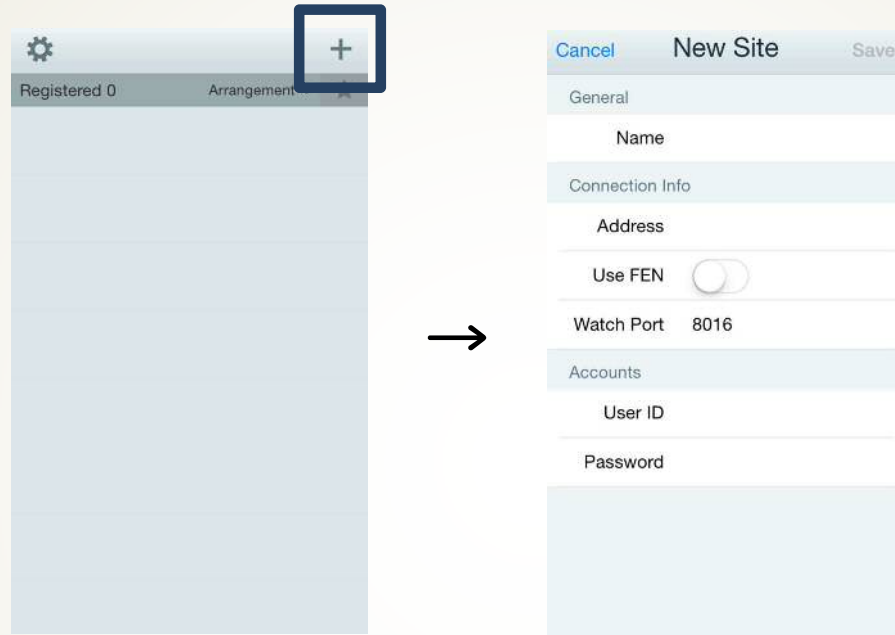 Registered 0 Arrangement
Cancel New Site Save
General
Name
Connection Info
Address
Use FEN
Watch Port 8016
Accounts
User ID
Password